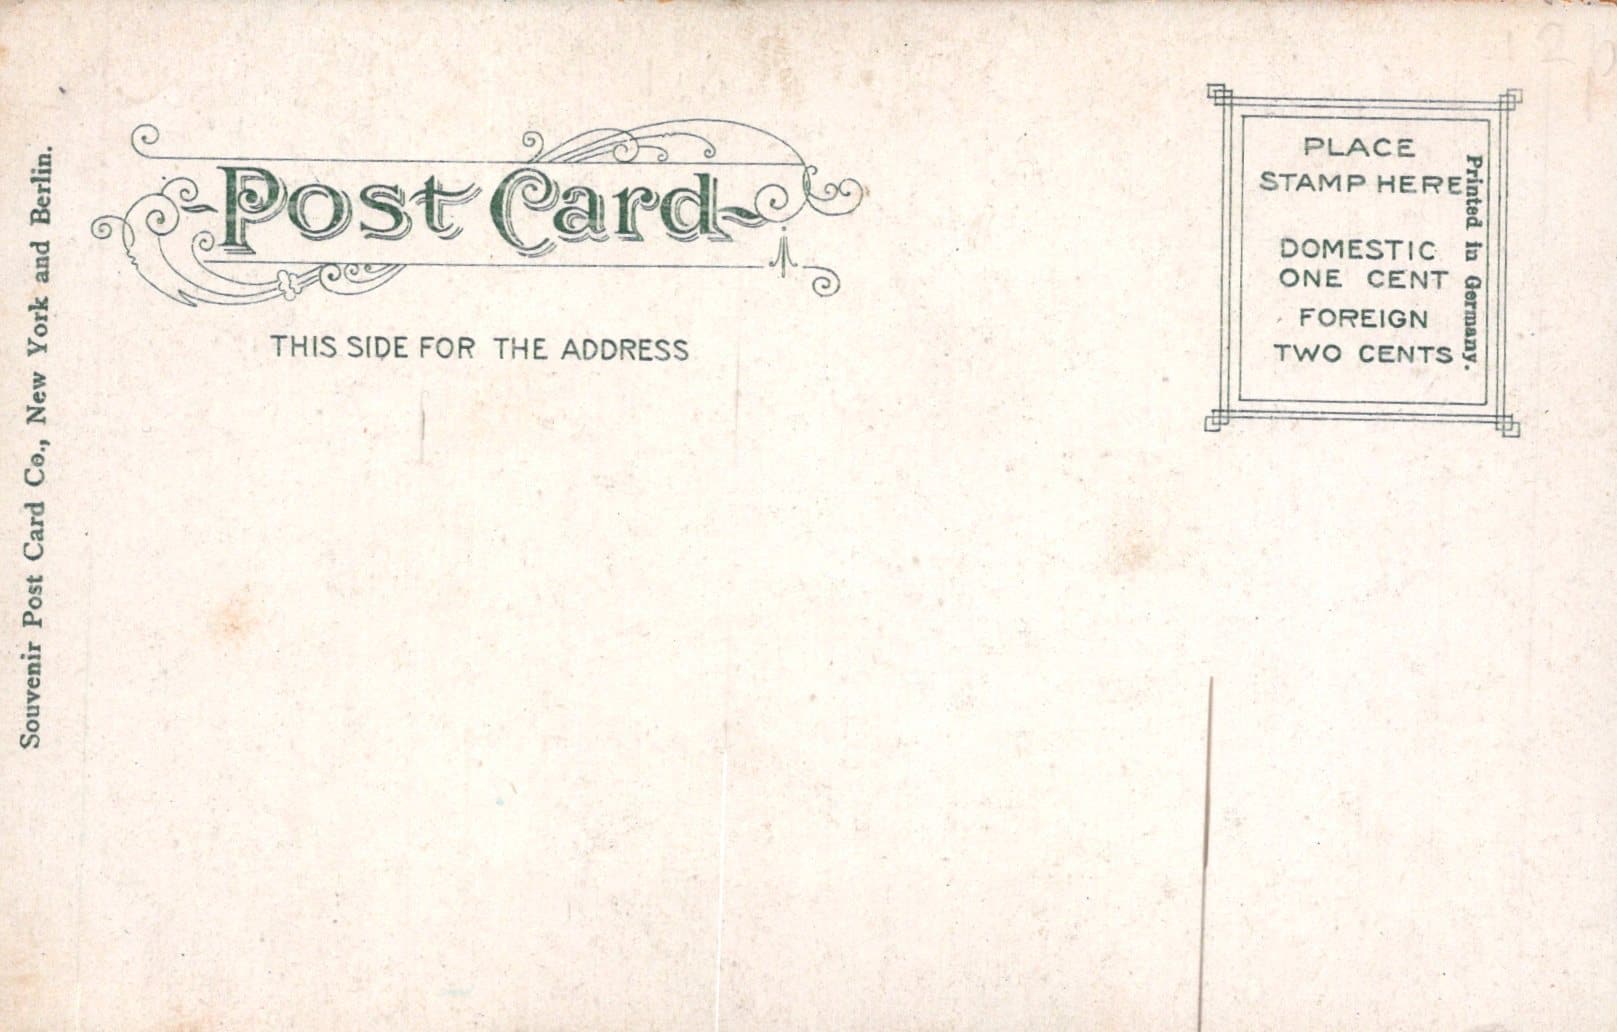 Post Card
THIS SIDE FOR THE ADDRESS
PLACE
STAMP HERE
DOMESTIC
ONE CENT
FOREIGN
TWO CENTS
Printed in Germany.
Souvenir Post Card Co., New York and Berlin.